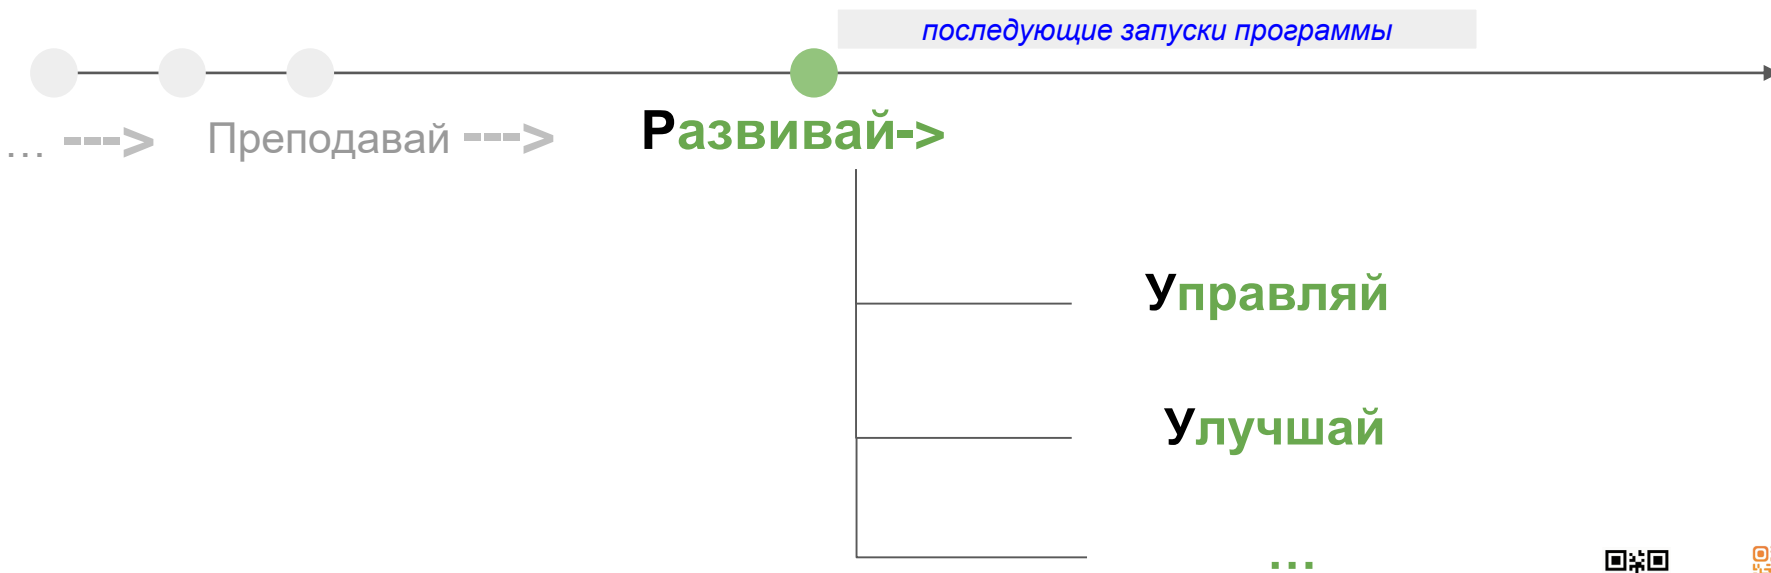 последующие запуски программы
... ---> Преподавай ---> Развивай->
Управляй
Улучшай
...